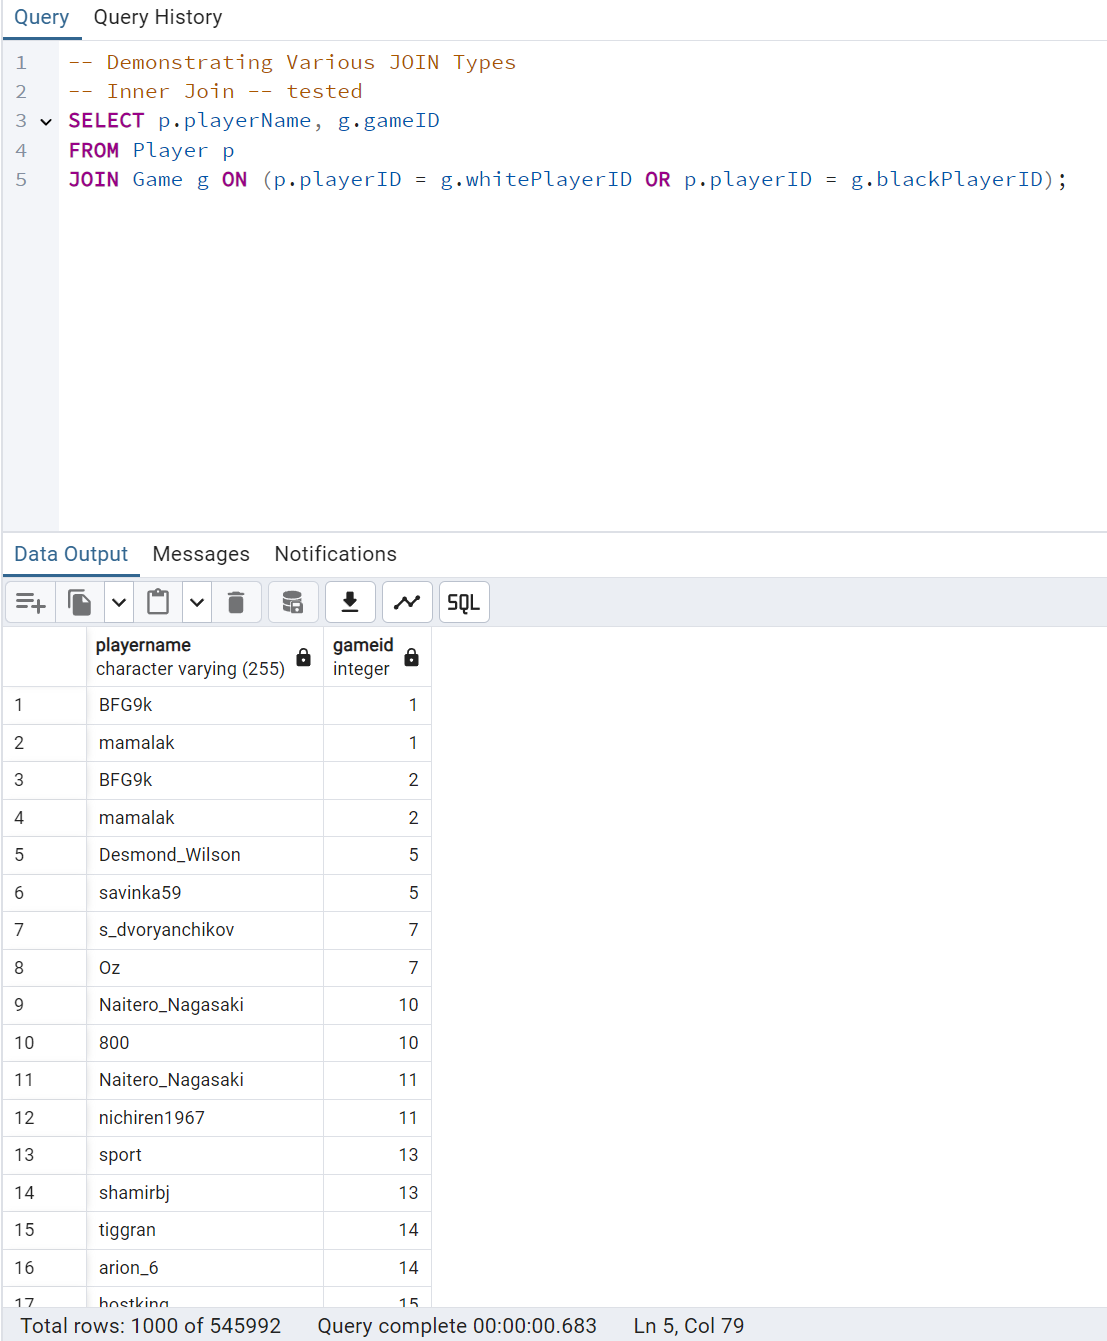 Query Query History
1 -- Demonstrating Various JOIN Types
2 -- Inner Join -- tested
3 SELECT p.playerName, g.gameID
4 FROM Player p
5 JOIN Game g ON (p.playerID = g.whitePlayerID OR p.playerID = g.blackPlayerID);
Data Output Messages Notifications
SQL
playername gameid
character varying (255) integer
1 BFG9k 1
2 mamalak 1
3 BFG9k 2
4 mamalak 2
5 Desmond_Wilson 5
6 savinka59 5
7 s_dvoryanchikov 7
8 Oz 7
9 Naitero_Nagasaki 10
10 800 10
11 Naitero_Nagasaki 11
12 nichiren1967 11
13 sport 13
14 shamirbj 13
15 tiggran 14
16 arion_6 14
17 hostking 15
Total rows: 1000 of 545992 Query complete 00:00:00.683 Ln 5, Col 79